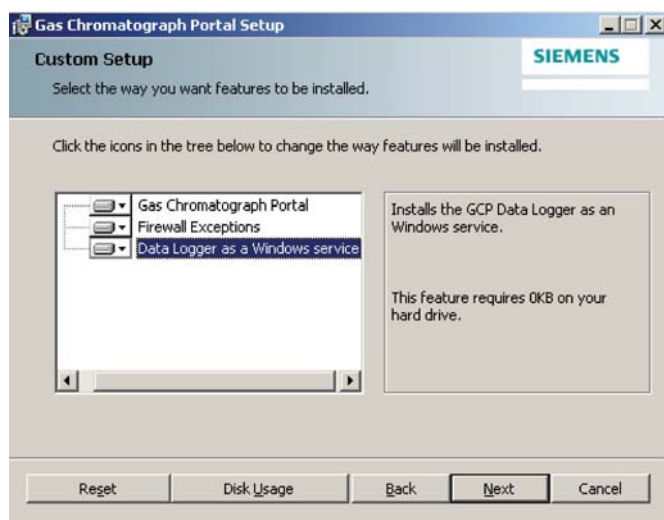 Gas Chromatograph Portal Setup
Custom Setup
SIEMENS
Select the way you want features to be installed.
Click the icons in the tree below to change the way features will be installed.
Gas Chromatograph Portal
Firewall Exceptions
Data Logger as a Windows service
Installs the GCP Data Logger as an
Windows service.
This feature requires 0KB on your
hard drive.
Reset
Disk Usage
Back
Next
Cancel